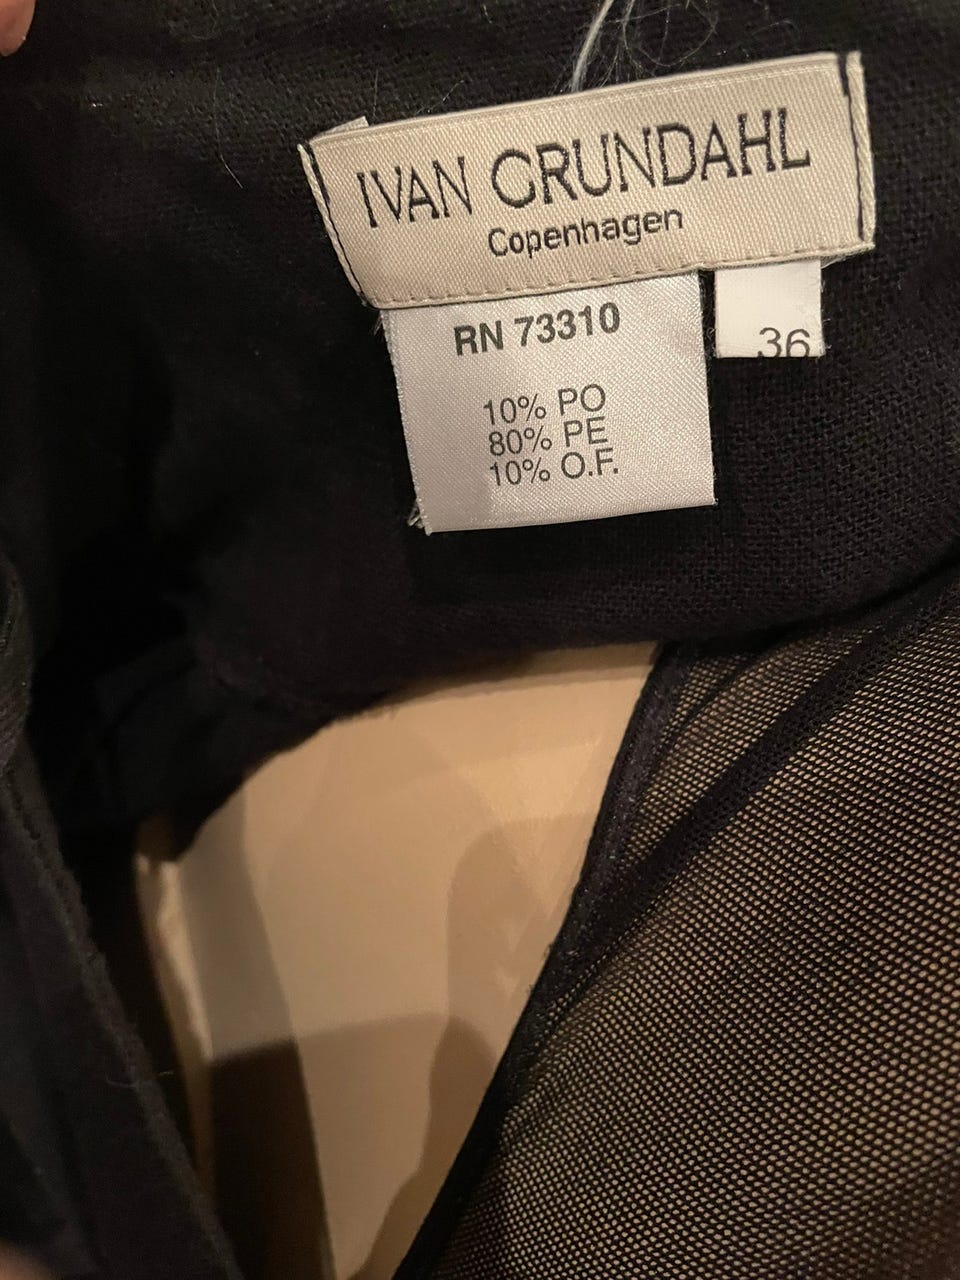 IVAN GRUNDAHL
Copenhagen
RN 73310
36
10% PO
80% PE
10% O.F.